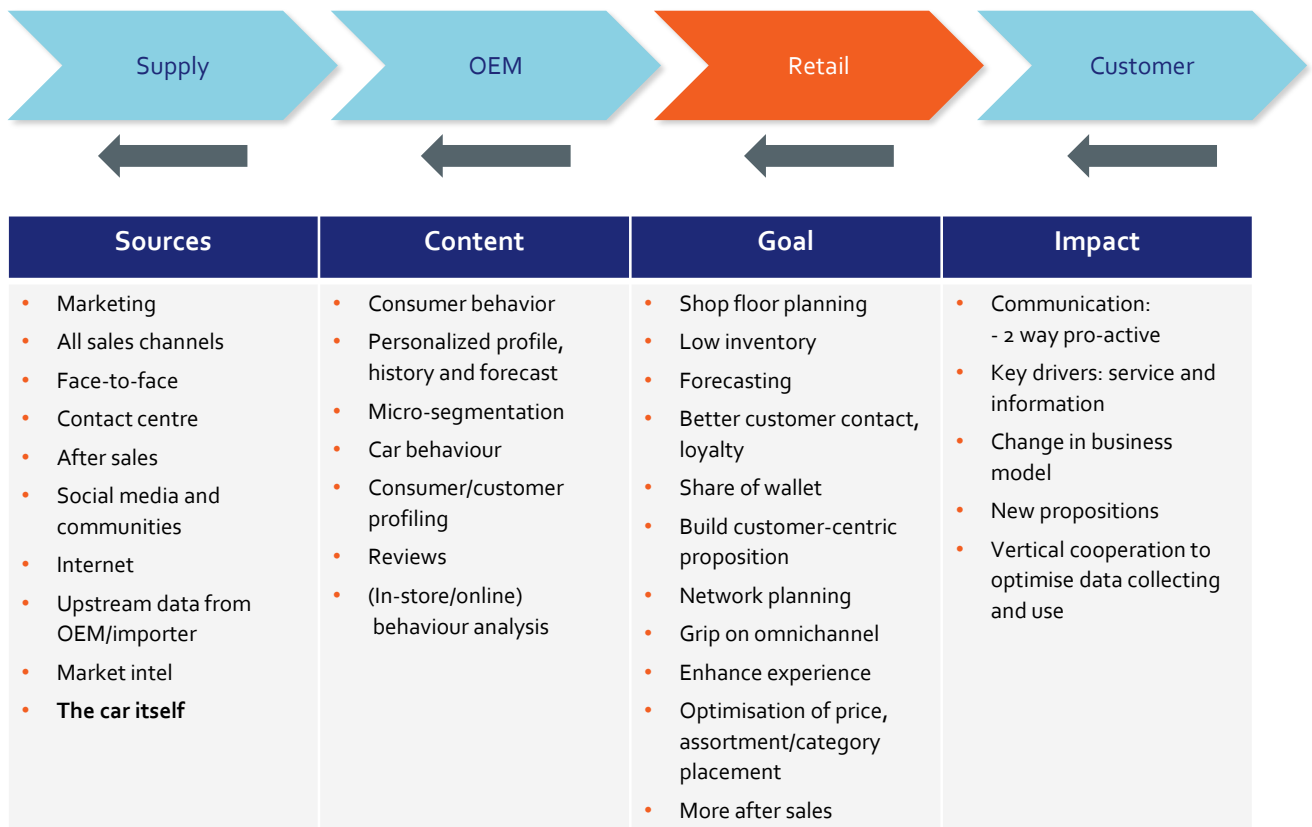 Supply
OEM
Retail
Customer
Sources
Content
Goal
Impact
• Marketing
• All sales channels
• Face-to-face
• Contact centre
• After sales
• Social media and
communities
• Internet
• Upstream data from
OEM/importer
• Market intel
• The car itself
• Consumer behavior
• Personalized profile,
history and forecast
• Micro-segmentation
• Car behaviour
• Consumer/customer
profiling
• Reviews
• (In-store/online)
behaviour analysis
• Shop floor planning
• Low inventory
• Forecasting
• Better customer contact,
loyalty
• Share of wallet
• Build customer-centric
proposition
• Network planning
• Grip on omnichannel
• Enhance experience
• Optimisation of price,
assortment/category
placement
• More after sales
• Communication:
- 2 way pro-active
• Key drivers: service and
information
• Change in business
model
• New propositions
• Vertical cooperation to
optimise data collecting
and use